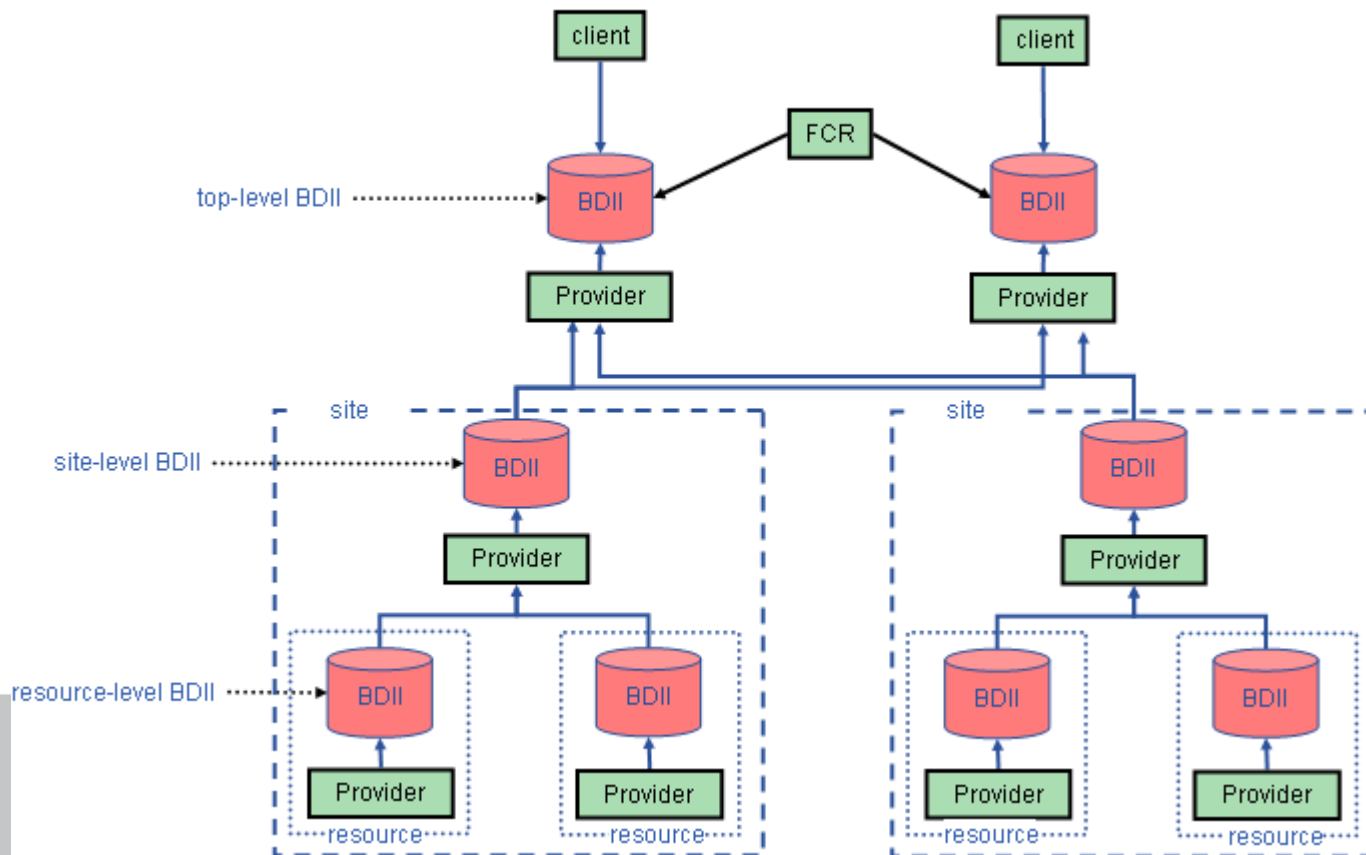 client
client
FCR
top-level BDII
BDII
BDII
Provider
Provider
site
site
site-level BDII
BDII
BDII
Provider
Provider
resource-level BDII
BDII
BDII
BDII
BDII
Provider
Provider
Provider
Provider
resource
resource
resource
resource